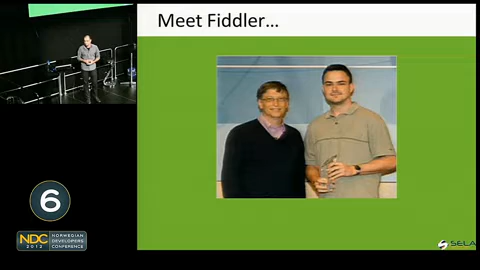 Meet Fiddler...
6
NDC
2012
NORWEGIAN
DEVELOPERS
CONFERENCE
SELA